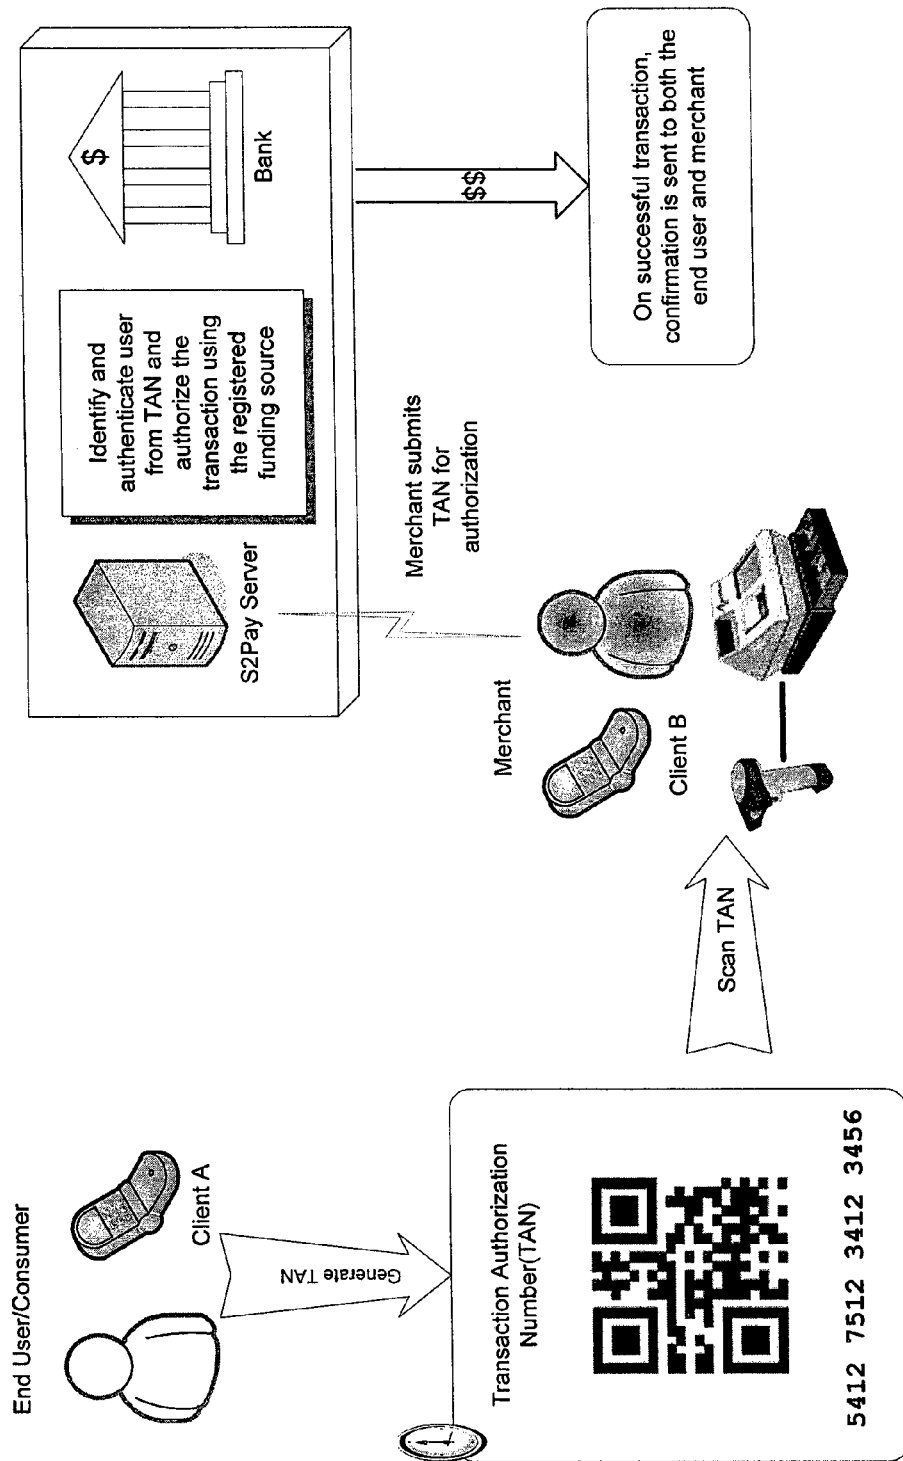 End User/Consumer
Client A
Generate TAN
Transaction Authorization
Number(TAN)
5412 7512 3412 3456
Scan TAN
Merchant
Client B
Merchant submits
TAN for
authorization
S2Pay Server
Identify and
authenticate user
from TAN and
authorize the
transaction using
the registered
funding source
$
Bank
$$
On successful transaction,
confirmation is sent to both the
end user and merchant